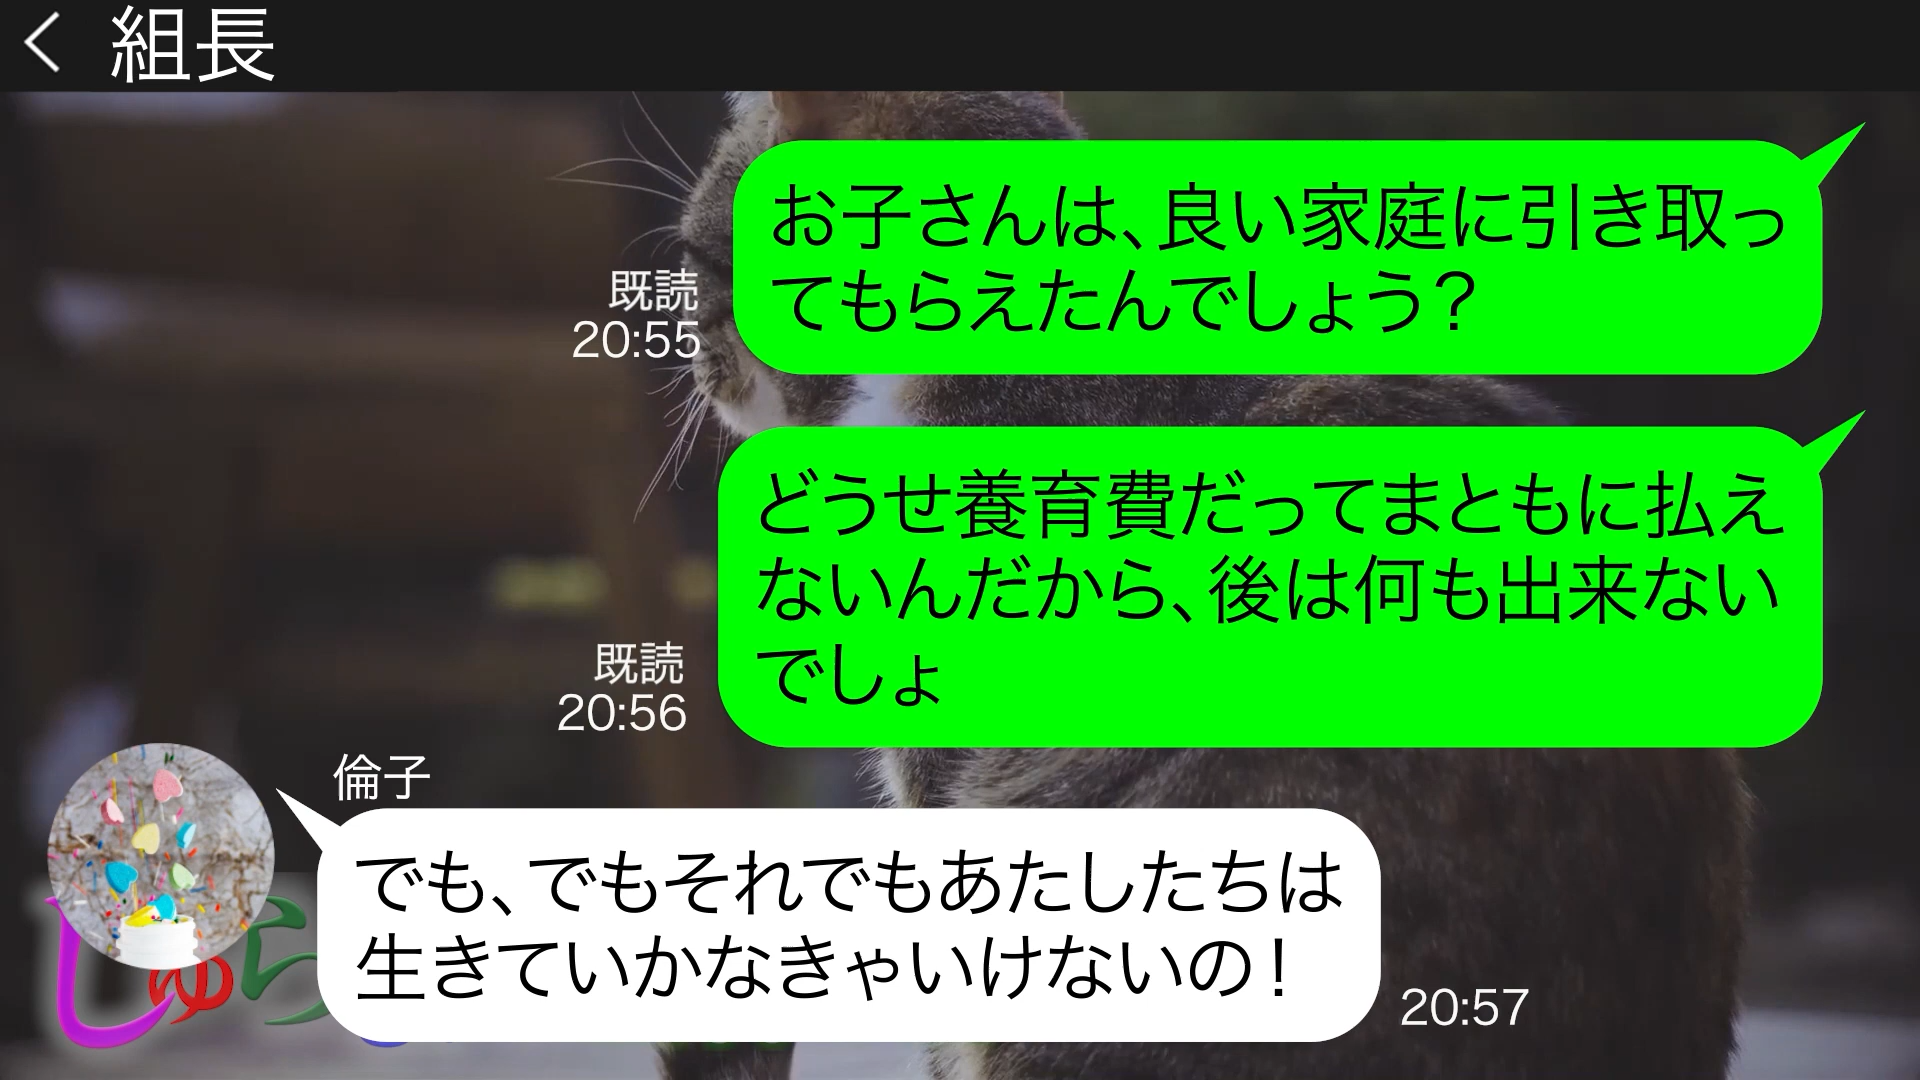 組長
お子さんは、良い家庭に引き取っ
てもらえたんでしょう？
既読
20:55
どうせ養育費だってまともに払え
ないんだから、後は何も出来ない
でしょ
既読
20:56
倫子
でも、でもそれでもあたしたちは
生きていかなきゃいけないの！
20:57
しゅら